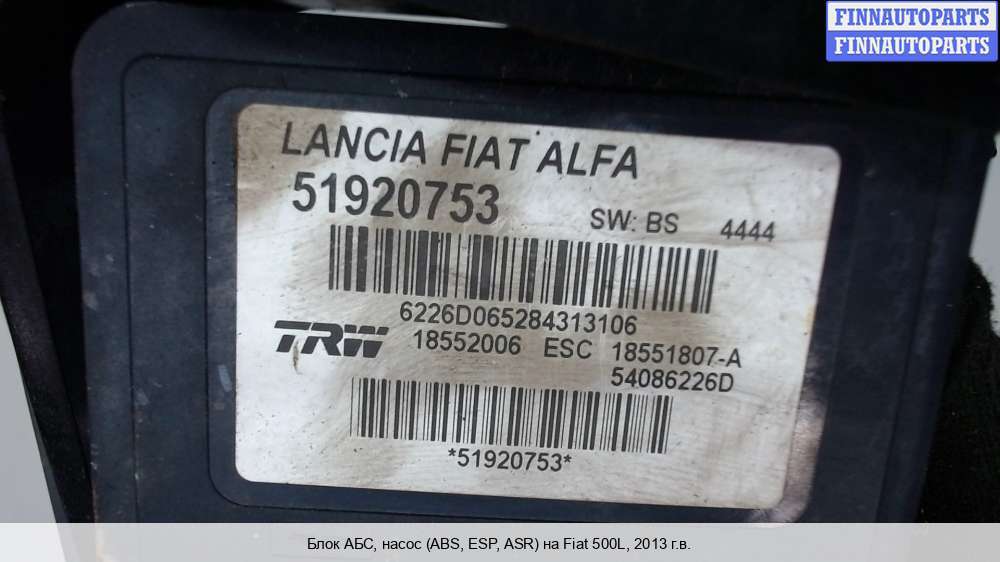 FINNAUTOPARTS
FINNAUTOPARTS
LANCIA FIAT ALFA
51920753 SW: BS 4444
6226D065284313106
TRW 18552006 ESC 18551807-A
54086226D
*51920753*
Блок АБС, насос (ABS, ESP, ASR) на Fiat 500L, 2013 г.в.